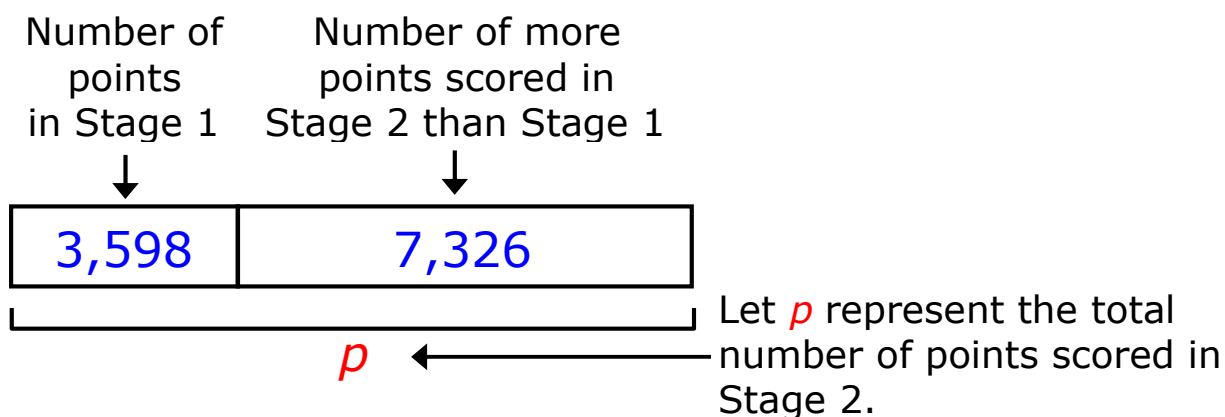 Number of
points
in Stage 1
Number of more
points scored in
Stage 2 than Stage 1
3,598
7,326
p
Let p represent the total
number of points scored in
Stage 2.